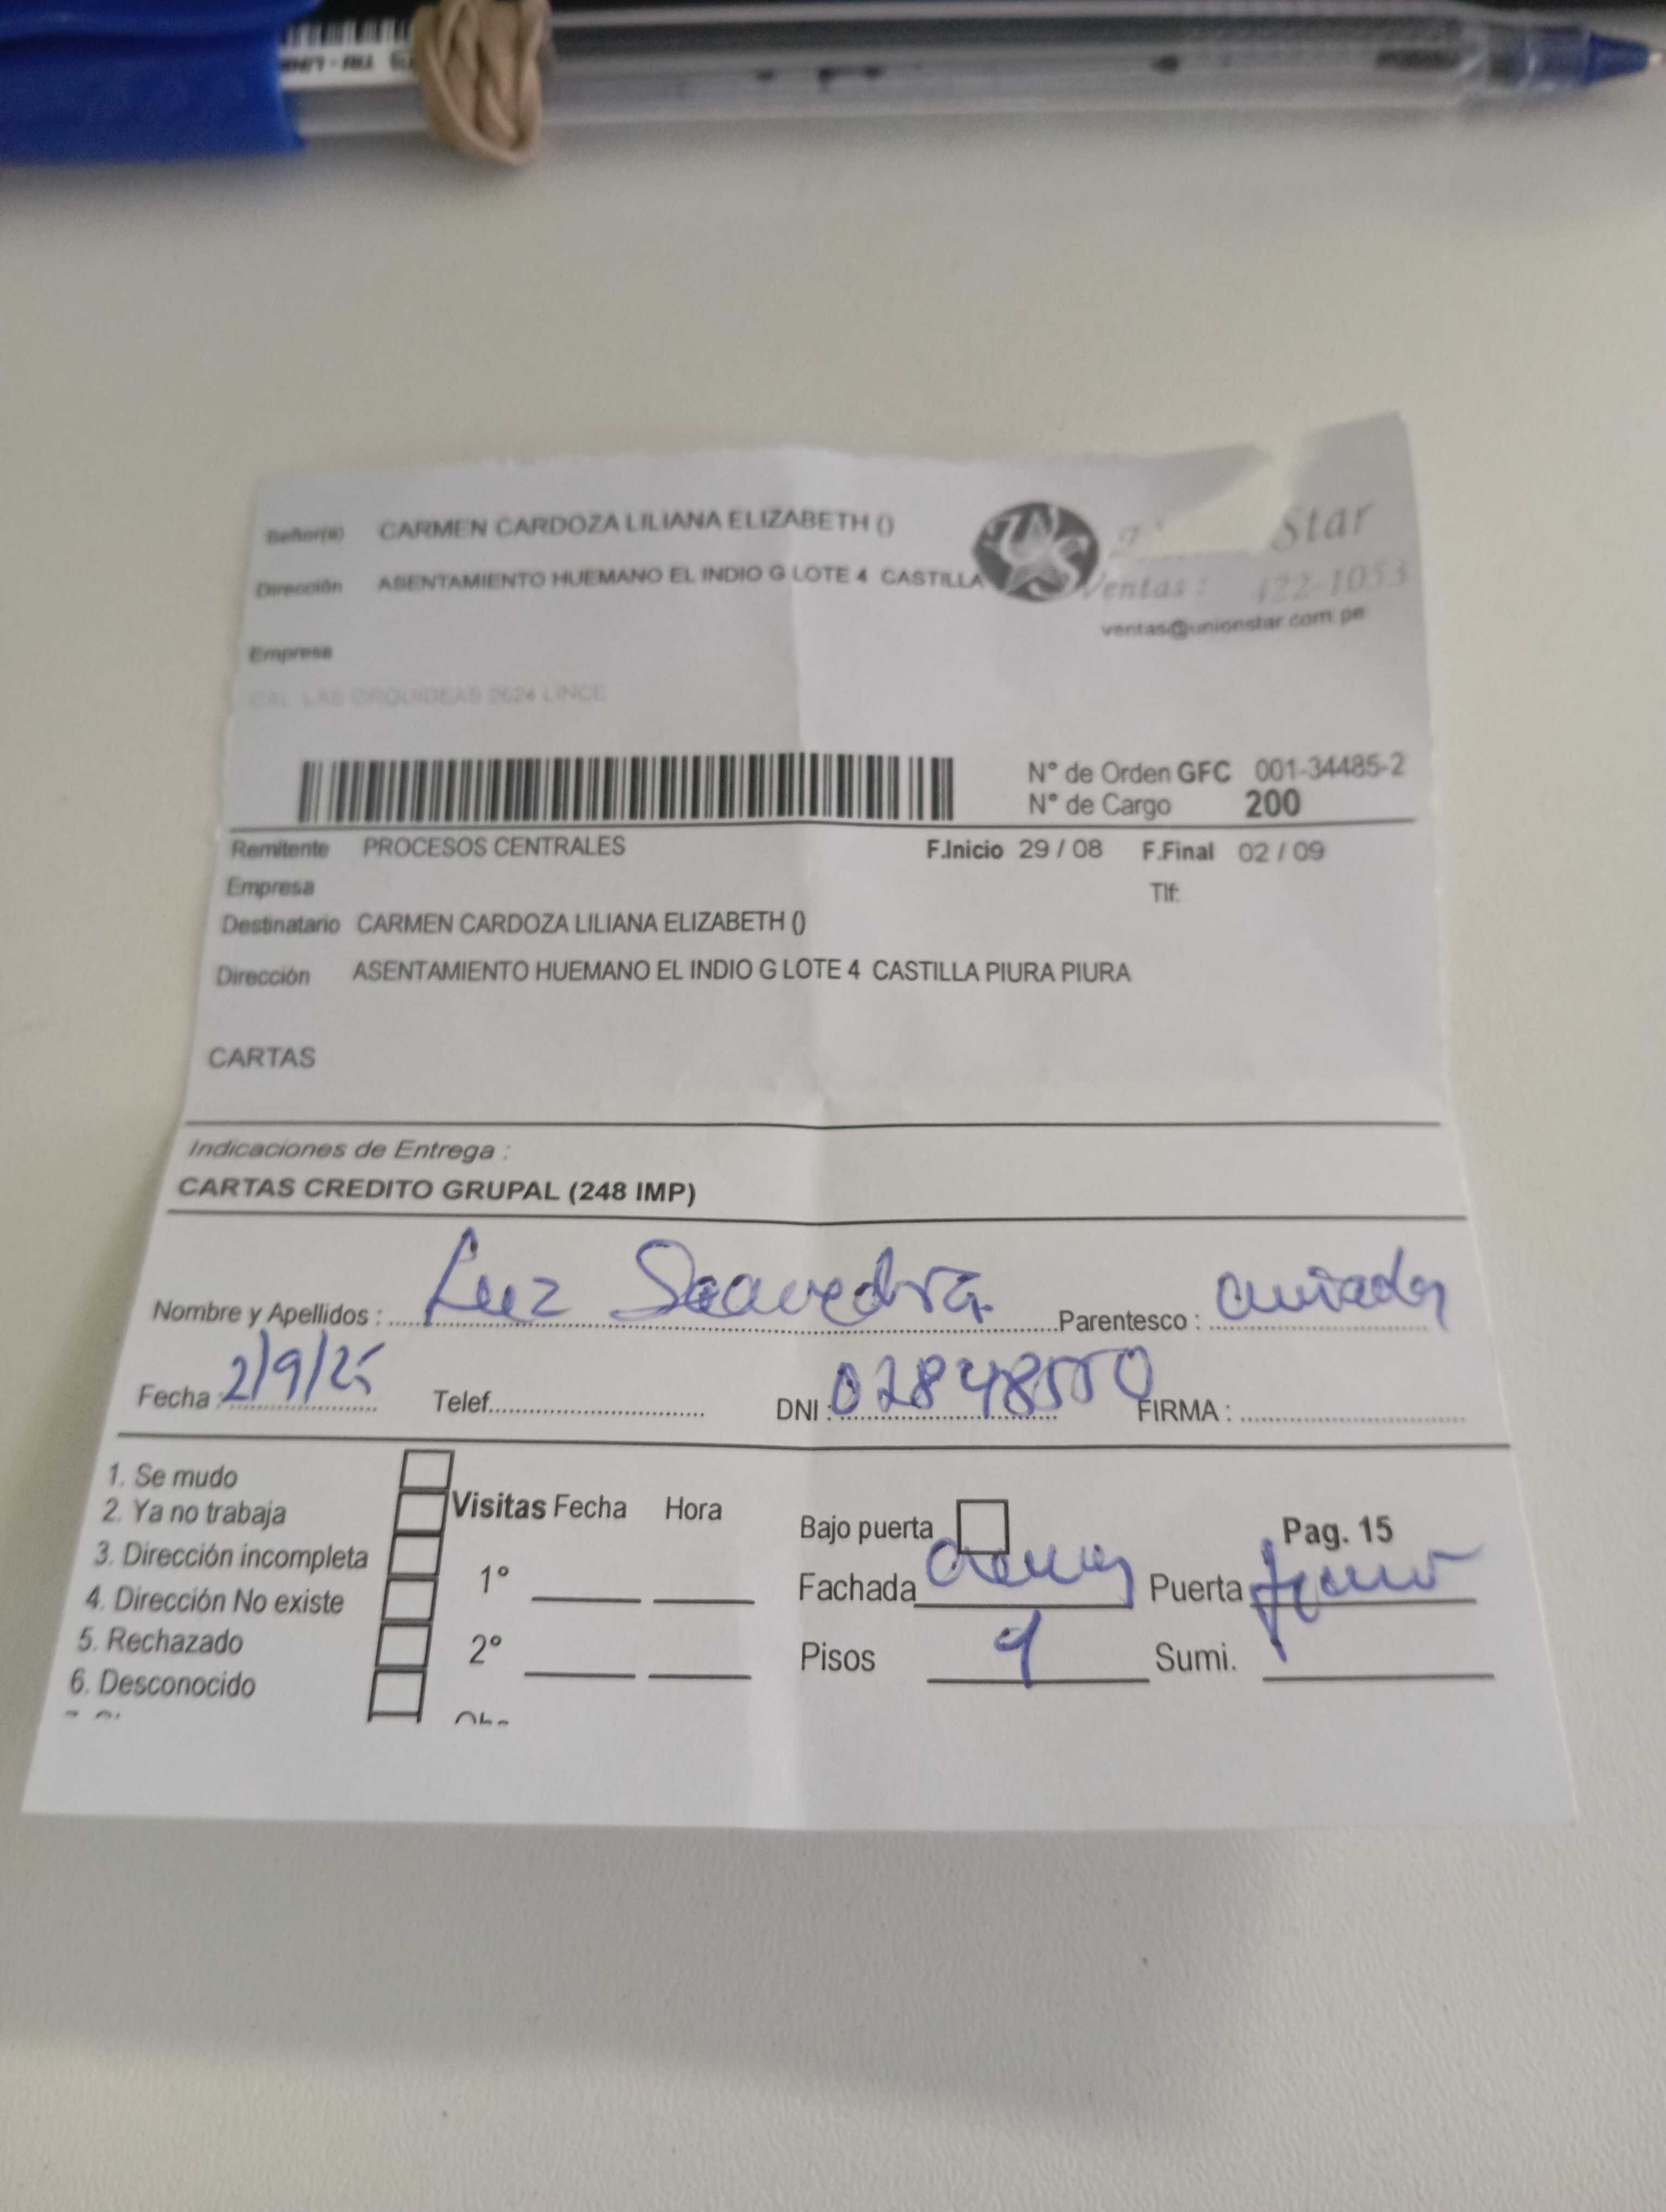 Señor(a) CARMEN CARDOZA LILIANA ELIZABETH ()
Dirección ASENTAMIENTO HUEMANO EL INDIO G LOTE 4 CASTILLA
Star
Ventas : 422-1053
ventas@unionstar.com.pe
Empresa
CAL. LAS ORQUIDEAS 2624 LINCE
N° de Orden GFC 001-34485-2
N° de Cargo 200
Remitente PROCESOS CENTRALES F.Inicio 29 / 08 F.Final 02 / 09
Empresa Tlf:
Destinatario CARMEN CARDOZA LILIANA ELIZABETH ()
Dirección ASENTAMIENTO HUEMANO EL INDIO G LOTE 4 CASTILLA PIURA PIURA
CARTAS
Indicaciones de Entrega :
CARTAS CREDITO GRUPAL (248 IMP)
Nombre y Apellidos : Luz Saavedra Parentesco :
Fecha : 2/9/25 Telef. DNI : 02848550 FIRMA :
1. Se mudo
2. Ya no trabaja
3. Dirección incompleta
4. Dirección No existe
5. Rechazado
6. Desconocido
Visitas Fecha Hora
1°
2°
Bajo puerta Pag. 15
Fachada Puerta
Pisos Sumi.